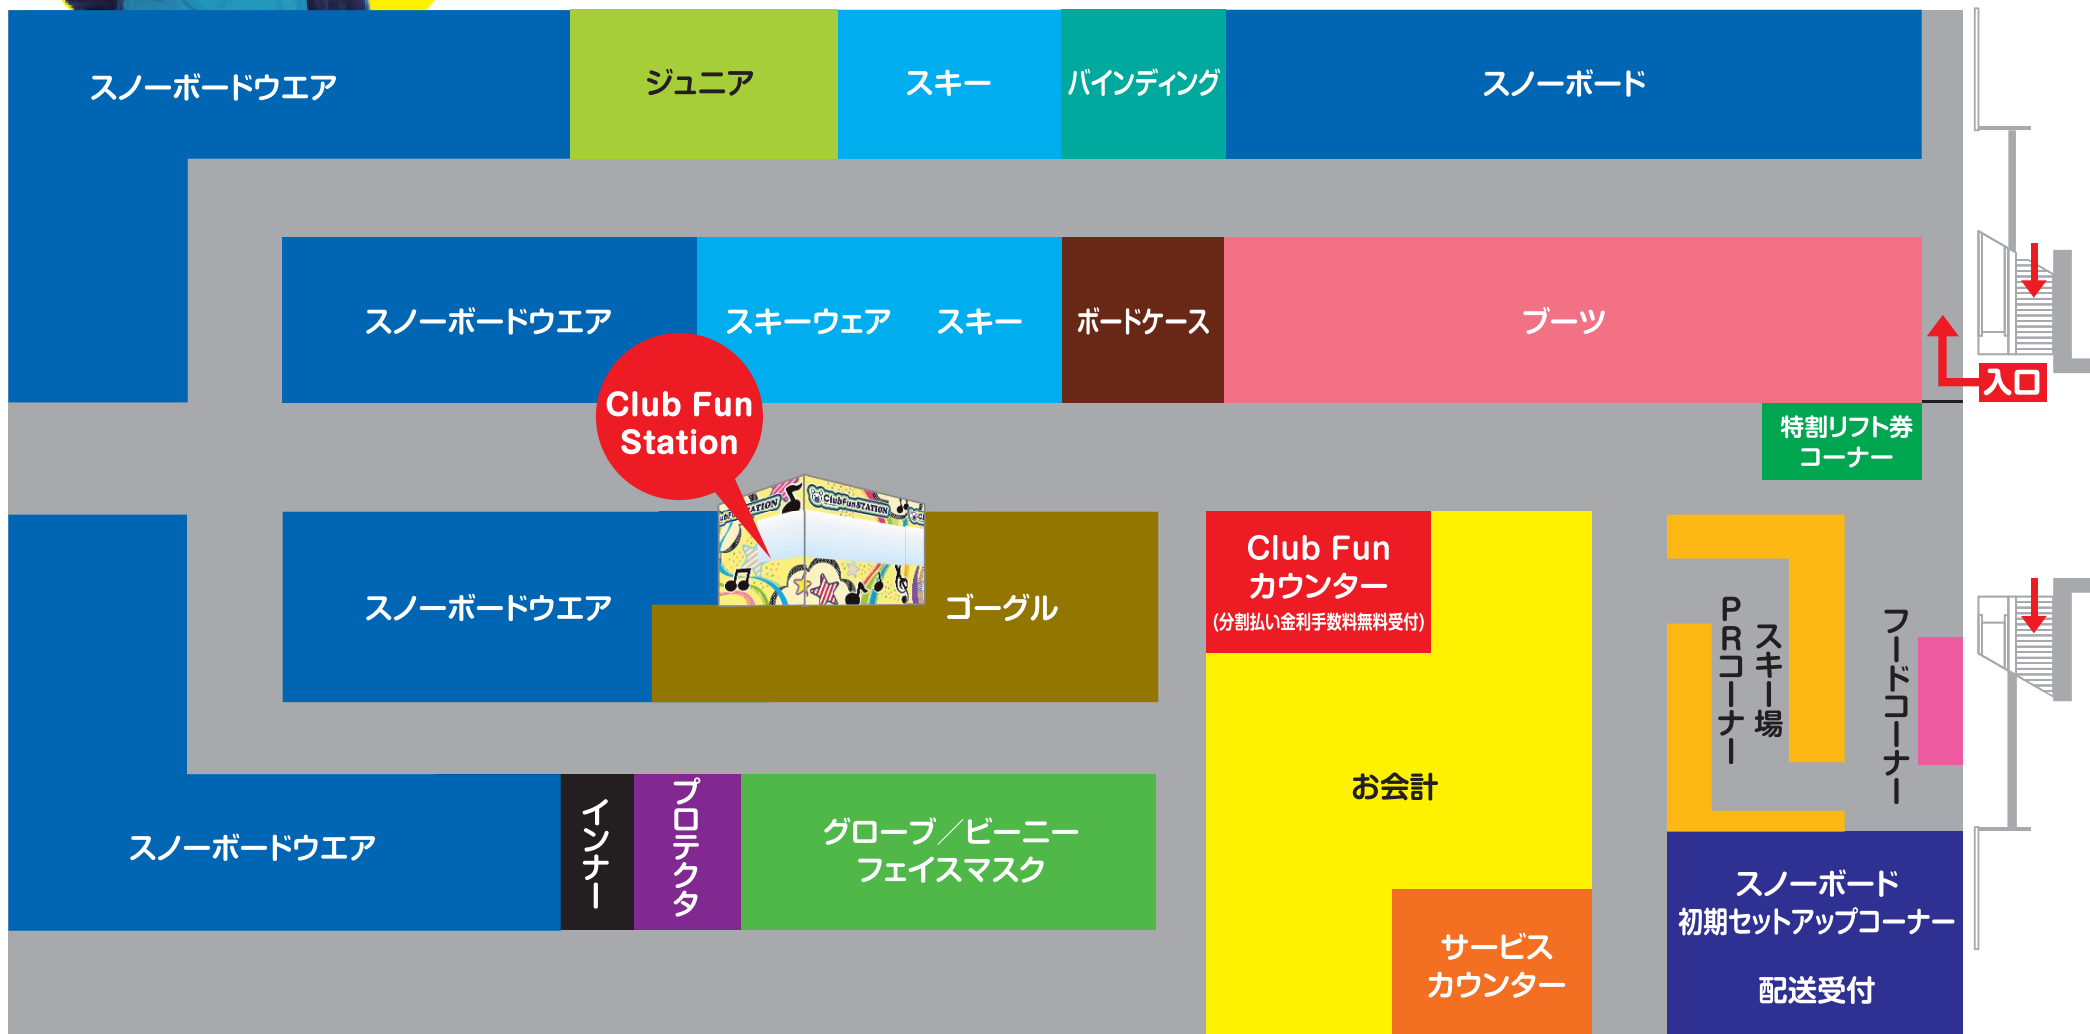 スノーボードウエア
ジュニア
スキー
バインディング
スノーボード
スノーボードウエア
スキーウェア
スキー
ボードケース
ブーツ
入口
Club Fun
Station
特割リフト券
コーナー
スノーボードウエア
ClubFunSTATION
ゴーグル
Club Fun
カウンター
(分割払い金利手数料無料受付)
スキー場
PRコーナー
フードコーナー
お会計
スノーボードウエア
インナー
プロテクタ
グローブ／ビーニー
フェイスマスク
サービス
カウンター
スノーボード
初期セットアップコーナー
配送受付